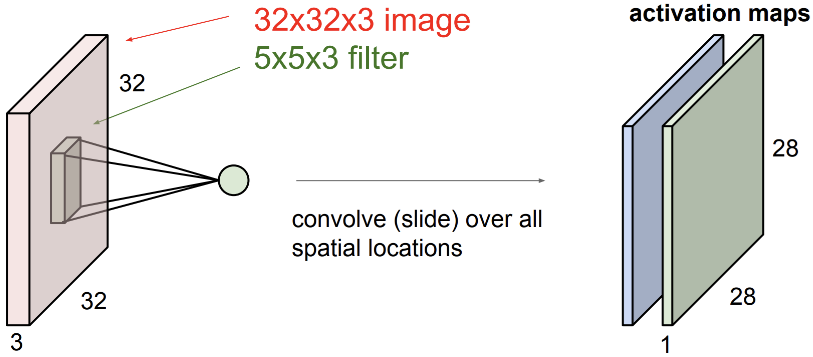 32x32x3 image
5x5x3 filter
32
32
3
convolve (slide) over all
spatial locations
activation maps
28
28
1